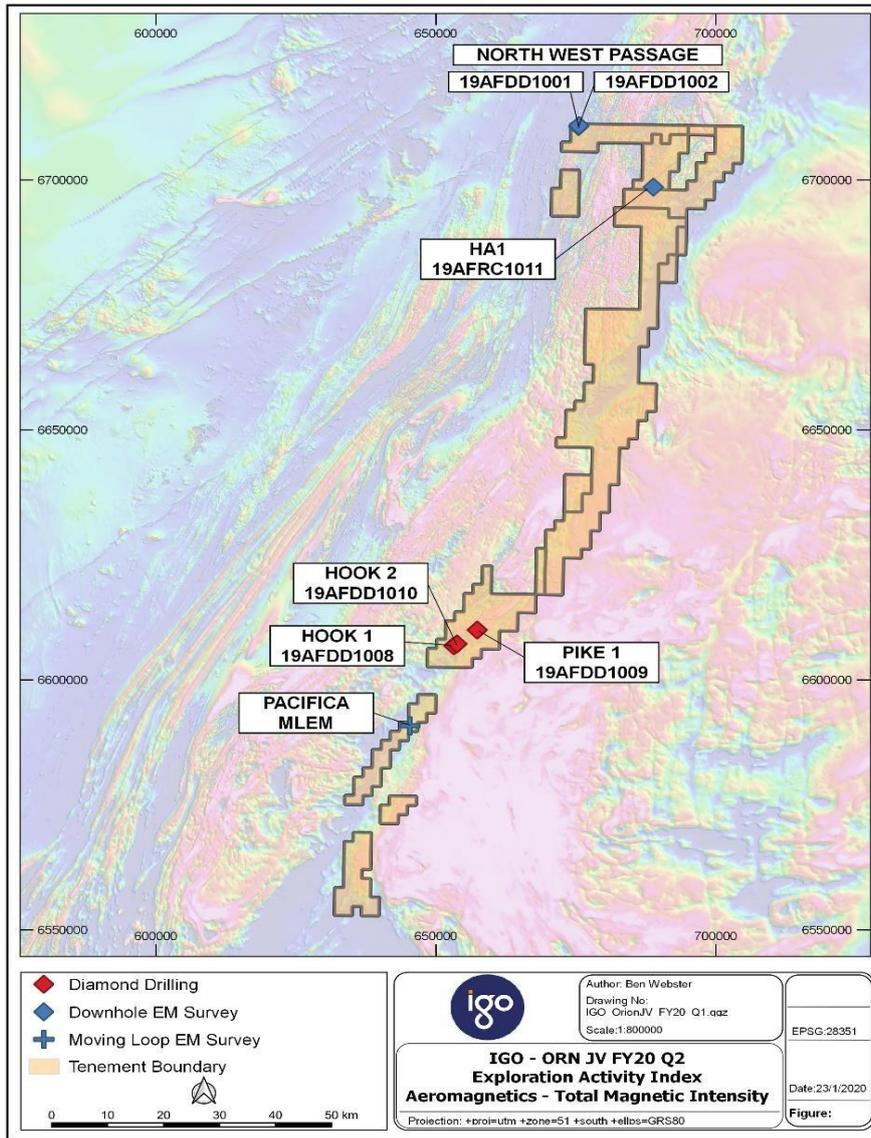 600000 650000 700000
NORTH WEST PASSAGE
19AFDD1001 19AFDD1002
6700000 6700000
HA1
19AFRC1011
6650000 6650000
HOOK 2
19AFDD1010
HOOK 1
19AFDD1008
PIKE 1
19AFDD1009
6600000 6600000
PACIFICA
MLEM
6550000 6550000
600000 650000 700000
Diamond Drilling
Downhole EM Survey
Moving Loop EM Survey
Tenement Boundary
0 10 20 30 40 50 km
igo
Author: Ben Webster
Drawing No:
IGO_OrionJV_FY20_Q1.qgz
Scale:1:800000
EPSG:28351
IGO - ORN JV FY20 Q2
Exploration Activity Index
Aeromagnetics - Total Magnetic Intensity
Date:23/1/2020
Projection: +proj=utm +zone=51 +south +ellps=GRS80
Figure: